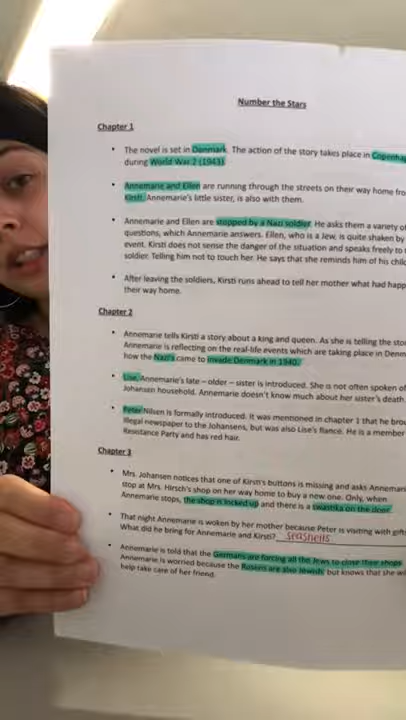 Number the Stars
Chapter 1
• The novel is set in Denmark. The action of the story takes place in
during World War 2 (1943)
• Annemarie and Ellen are running through the streets on their way home
Kirsti, Annemarie's little sister, is also with them.
• Annemarie and Ellen are stopped by a Nazi soldier. He asks them a variety
questions, which Annemarie answers. Ellen, who is a Jew, is quite shaken by
event. Kirsti does not sense the danger of the situation and speaks freely to
soldier. Telling him not to touch her. He says that she reminds him of his
• After leaving the soldiers, Kirsti runs ahead to tell her mother what had
their way home.
Chapter 2
• Annemarie tells Kirsti a story about a king and queen. As she is telling the
Annemarie is reflecting on the real-life events which are taking place in
how the Nazi's came to invade Denmark in 1940.
• Lise, Annemarie's late – older – sister is introduced. She is not often spoken of
Johansen household. Annemarie doesn't know much about her sister's death
• Peter Nilsen is formally introduced. It was mentioned in chapter 1 that he
illegal newspaper to the Johansens, but was also Lise's fiancé. He is a member
Resistance Party and has red hair.
Chapter 3
• Mrs. Johansen notices that one of Kirsti's buttons is missing and asks
stop at Mrs. Hirsch's shop on her way home to buy a new one. Only, when
Annemarie stops, the shop is locked up and there is a swastika on the door
• That night Annemarie is woken by her mother because Peter is visiting with
What did he bring for Annemarie and Kirsti? seashells
• Annemarie is told that the Germans are forcing all the Jews to close their shops
Annemarie is worried because the Rosens are also Jewish, but knows that she
help take care of her friend.